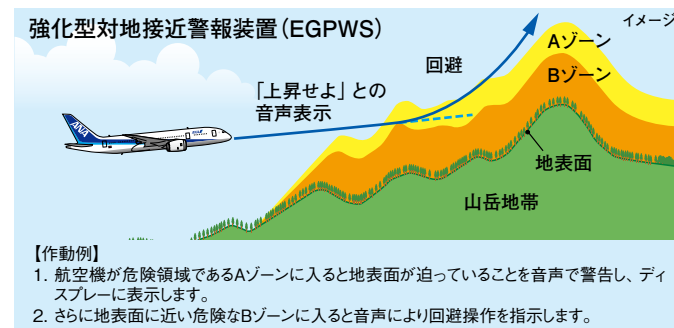 強化型対地接近警報装置（EGPWS）
イメージ
Aゾーン
Bゾーン
回避
「上昇せよ」との
音声表示
ANA
地表面
山岳地帯
【作動例】
1. 航空機が危険領域であるAゾーンに入ると地表面が迫っていることを音声で警告し、ディ
スプレーに表示します。
2. さらに地表面に近い危険なBゾーンに入ると音声により回避操作を指示します。